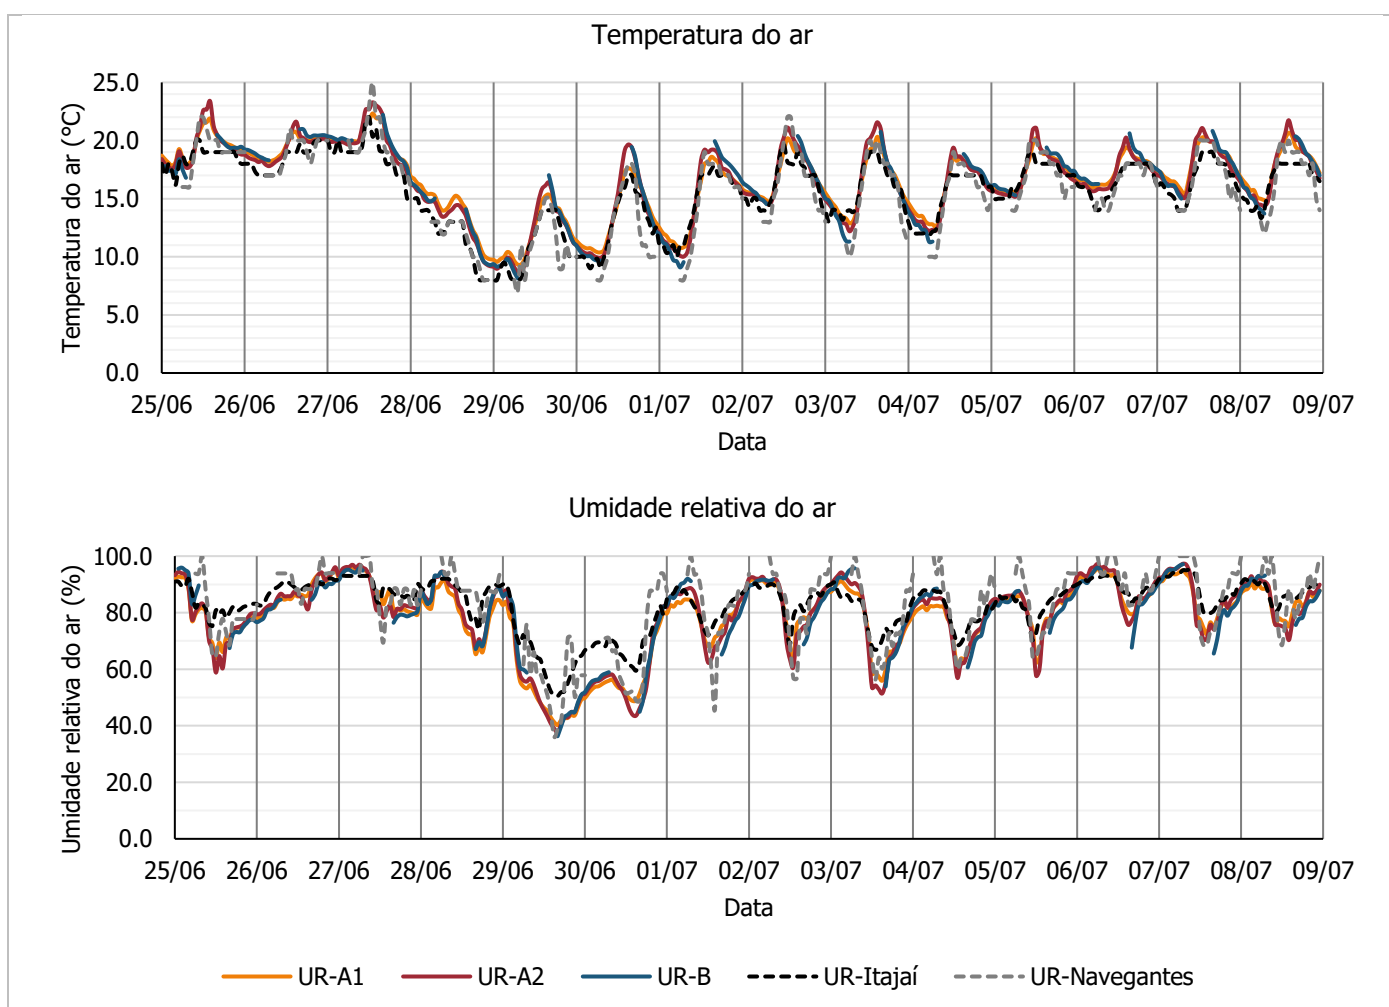 Temperatura do ar
Temperatura do ar (°C)
25.0
20.0
15.0
10.0
5.0
0.0
25/06 26/06 27/06 28/06 29/06 30/06 01/07 02/07 03/07 04/07 05/07 06/07 07/07 08/07 09/07
Data
Umidade relativa do ar
Umidade relativa do ar (%)
100.0
80.0
60.0
40.0
20.0
0.0
25/06 26/06 27/06 28/06 29/06 30/06 01/07 02/07 03/07 04/07 05/07 06/07 07/07 08/07 09/07
Data
UR-A1 UR-A2 UR-B UR-Itajaí UR-Navegantes